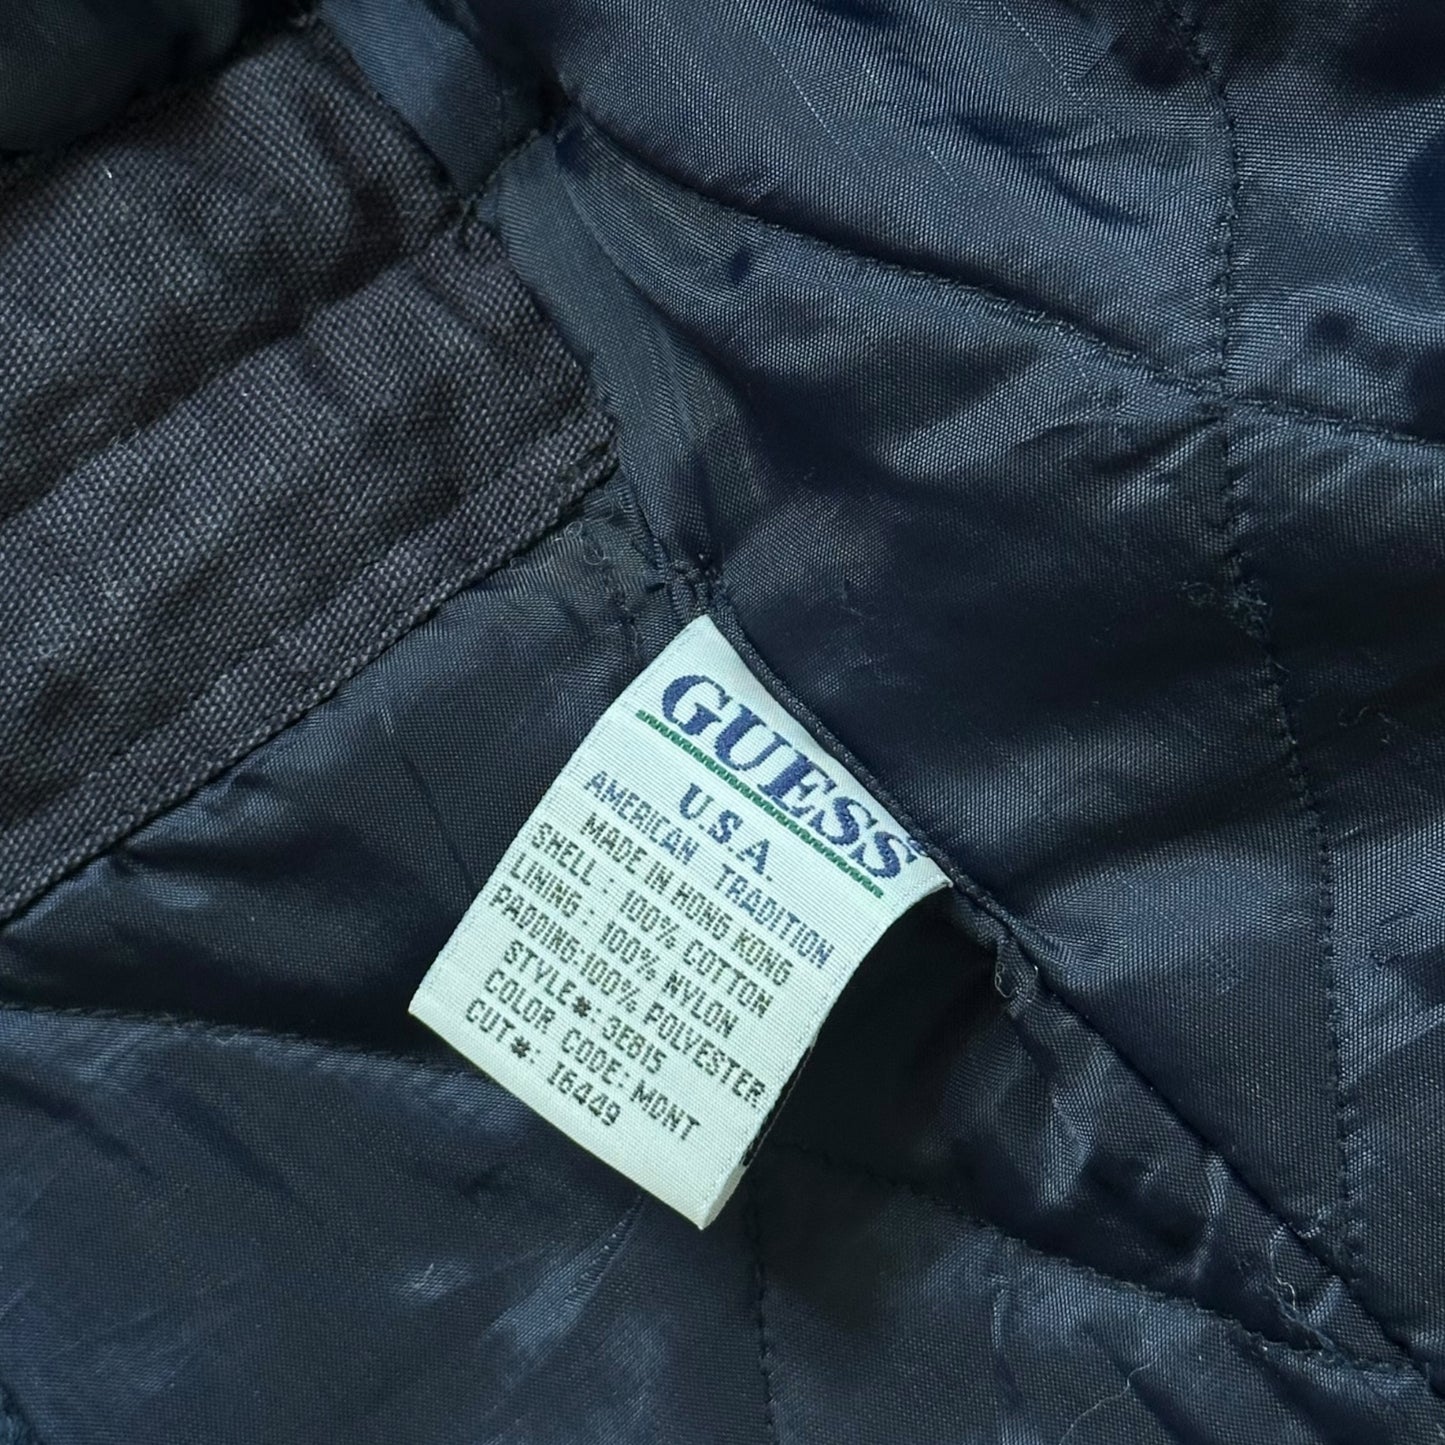 GUESS®
U.S.A.
AMERICAN TRADITION
MADE IN HONG KONG
SHELL : 100% COTTON
LINING : 100% NYLON
PADDING:100% POLYESTER
STYLE#: 3E815
COLOR CODE: MDNT
CUT#: 16449